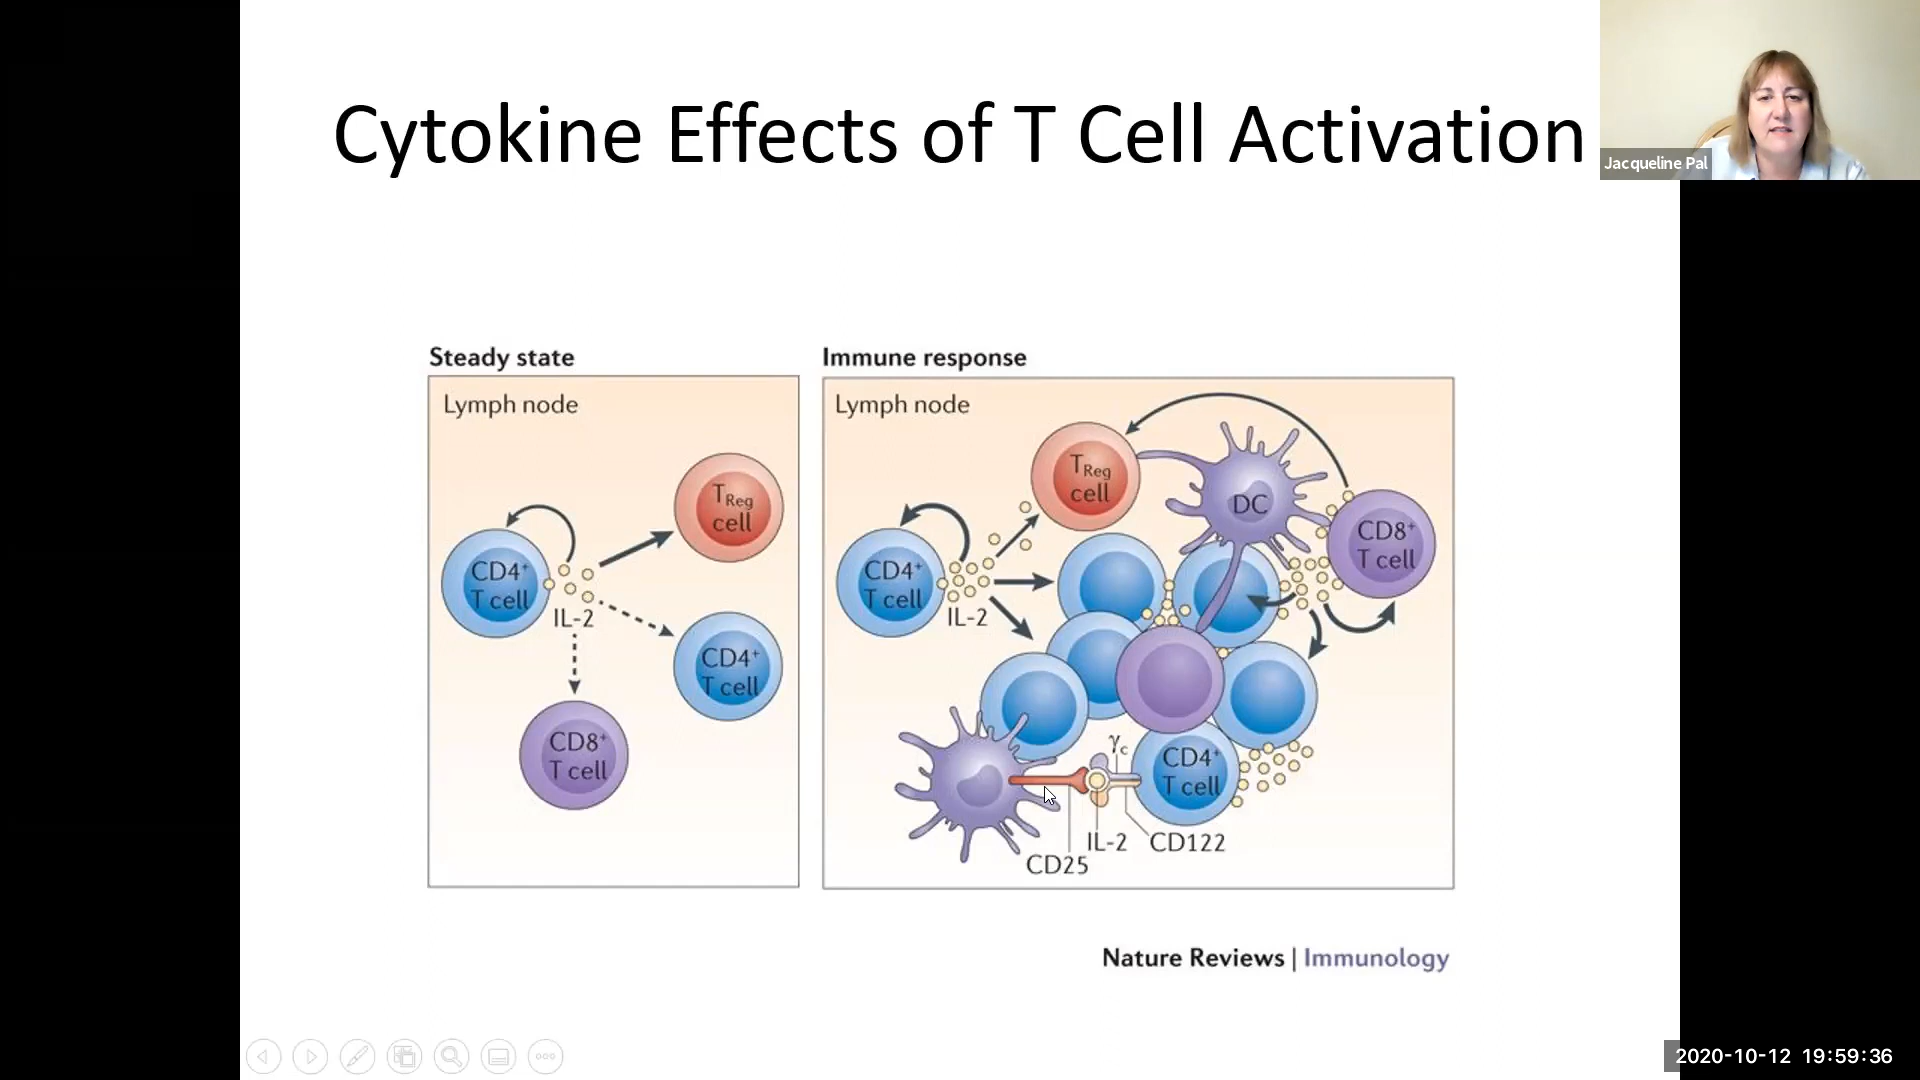 Cytokine Effects of T Cell Activation
Jacqueline Pal
Steady state
Lymph node
CD4⁺
T cell
IL-2
TReg
cell
CD4⁺
T cell
CD8⁺
T cell
Immune response
Lymph node
CD4⁺
T cell
IL-2
TReg
cell
DC
CD8⁺
T cell
γc
CD4⁺
T cell
IL-2
CD122
CD25
Nature Reviews | Immunology
2020-10-12 19:59:36